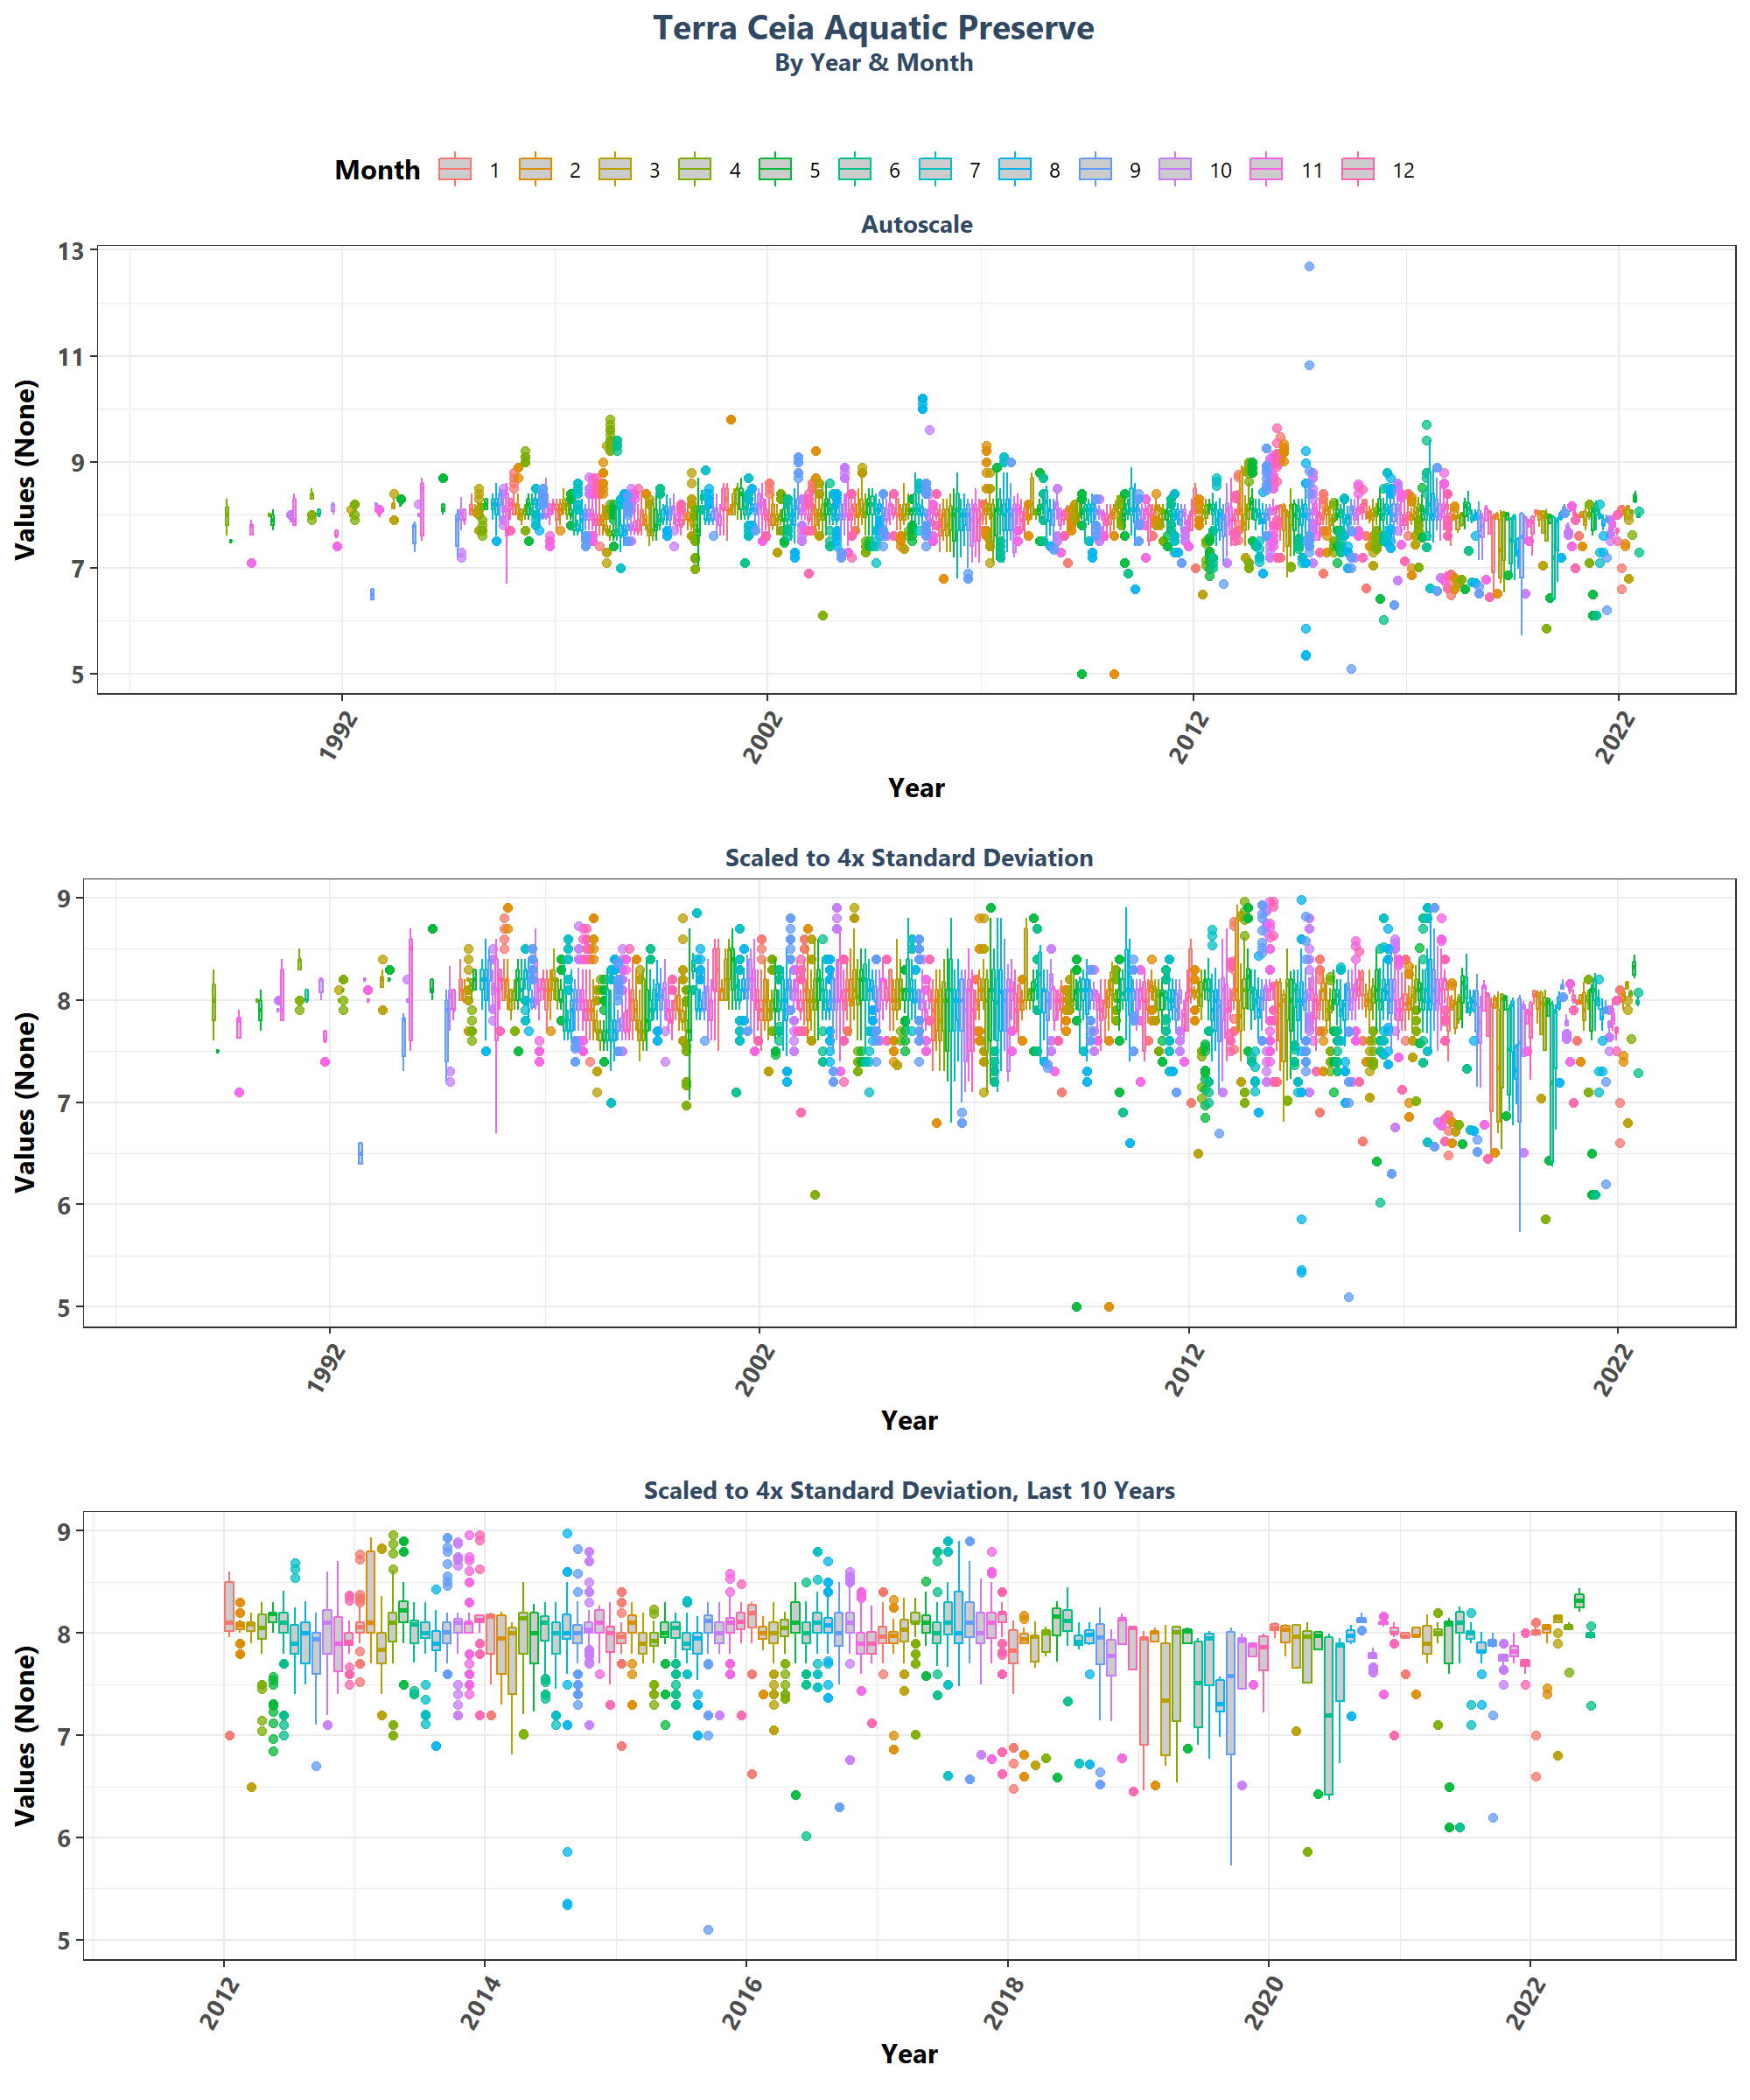 Terra Ceia Aquatic Preserve
By Year & Month
Month 1 2 3 4 5 6 7 8 9 10 11 12
Autoscale
13
11
9
7
5
Values (None)
1992 2002 2012 2022
Year
Scaled to 4x Standard Deviation
9
8
7
6
5
Values (None)
1992 2002 2012 2022
Year
Scaled to 4x Standard Deviation, Last 10 Years
9
8
7
6
5
Values (None)
2012 2014 2016 2018 2020 2022
Year